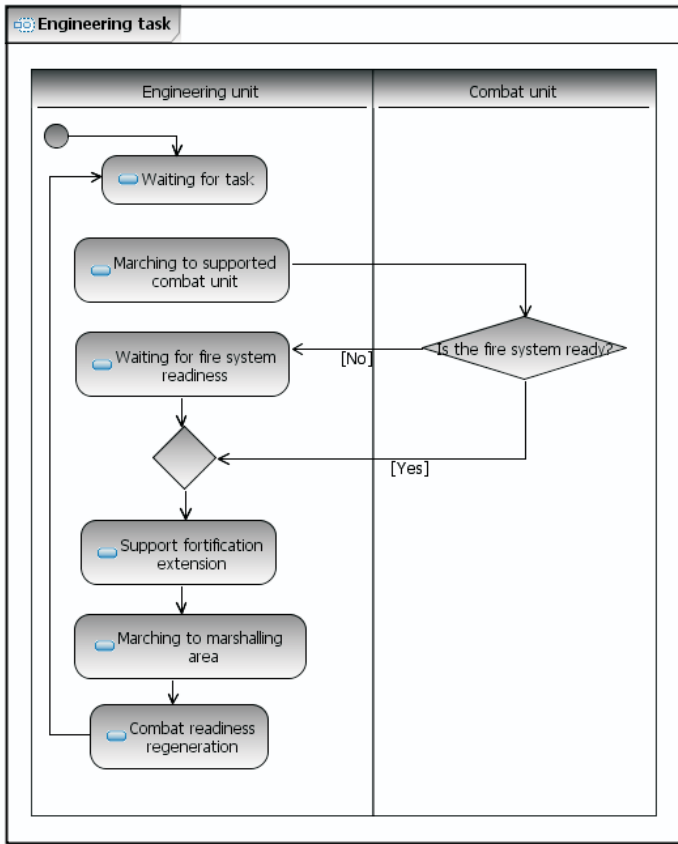 Engineering task
Engineering unit
Combat unit
Waiting for task
Marching to supported
combat unit
Is the fire system ready?
Waiting for fire system
readiness
[No]
[Yes]
Support fortification
extension
Marching to marshalling
area
Combat readiness
regeneration